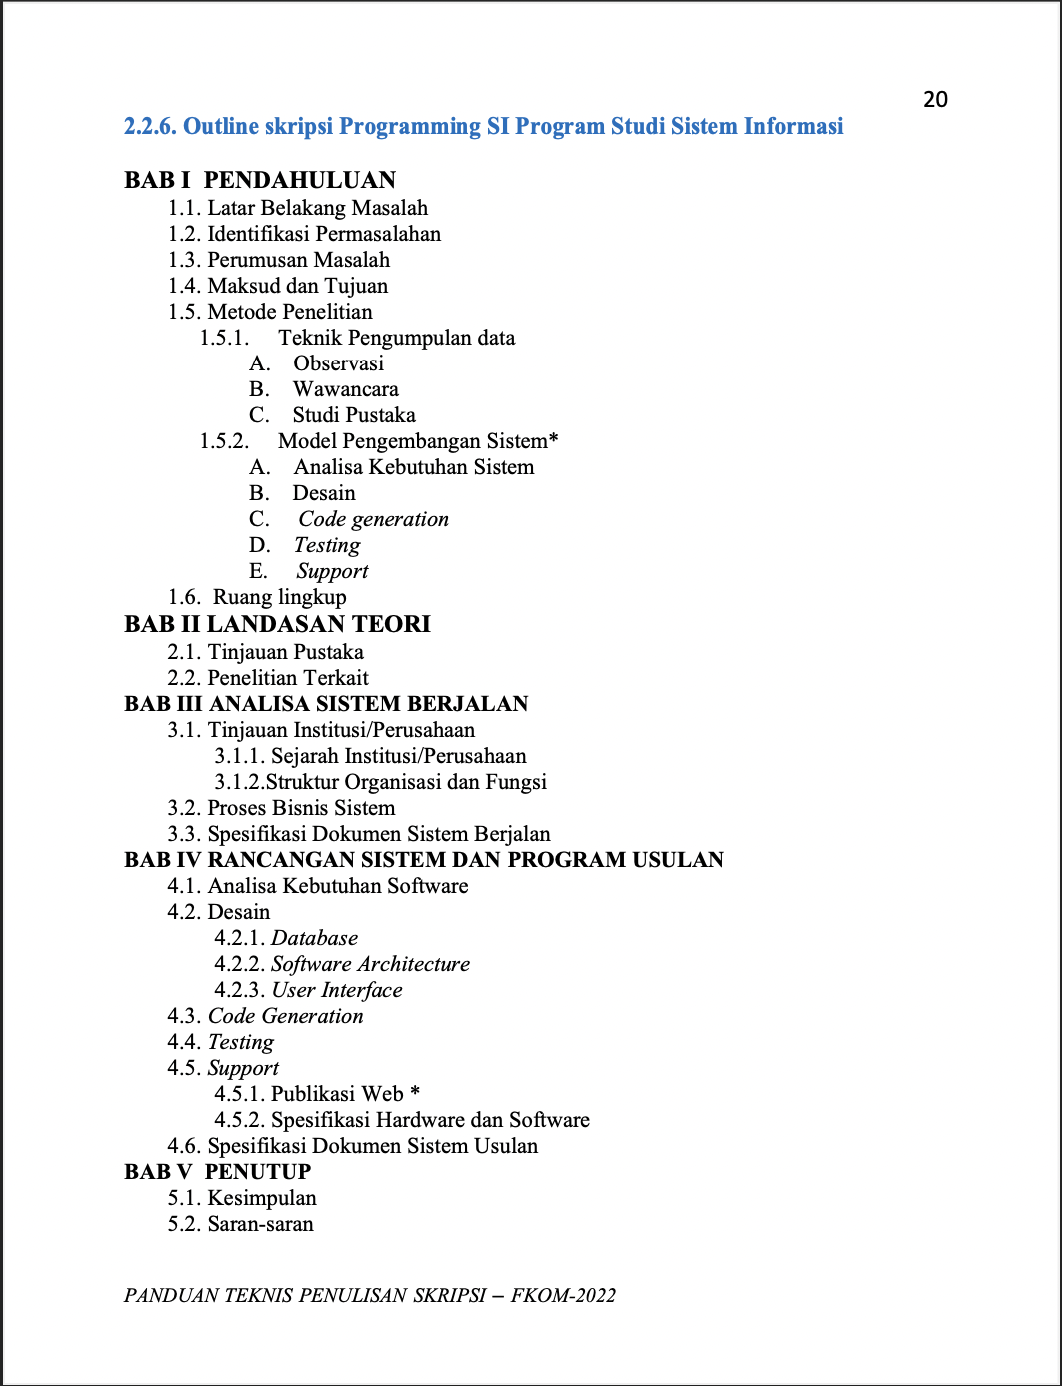 20
2.2.6. Outline skripsi Programming SI Program Studi Sistem Informasi
BAB I PENDAHULUAN
1.1. Latar Belakang Masalah
1.2. Identifikasi Permasalahan
1.3. Perumusan Masalah
1.4. Maksud dan Tujuan
1.5. Metode Penelitian
1.5.1. Teknik Pengumpulan data
A. Observasi
B. Wawancara
C. Studi Pustaka
1.5.2. Model Pengembangan Sistem*
A. Analisa Kebutuhan Sistem
B. Desain
C. Code generation
D. Testing
E. Support
1.6. Ruang lingkup
BAB II LANDASAN TEORI
2.1. Tinjauan Pustaka
2.2. Penelitian Terkait
BAB III ANALISA SISTEM BERJALAN
3.1. Tinjauan Institusi/Perusahaan
3.1.1. Sejarah Institusi/Perusahaan
3.1.2.Struktur Organisasi dan Fungsi
3.2. Proses Bisnis Sistem
3.3. Spesifikasi Dokumen Sistem Berjalan
BAB IV RANCANGAN SISTEM DAN PROGRAM USULAN
4.1. Analisa Kebutuhan Software
4.2. Desain
4.2.1. Database
4.2.2. Software Architecture
4.2.3. User Interface
4.3. Code Generation
4.4. Testing
4.5. Support
4.5.1. Publikasi Web *
4.5.2. Spesifikasi Hardware dan Software
4.6. Spesifikasi Dokumen Sistem Usulan
BAB V PENUTUP
5.1. Kesimpulan
5.2. Saran-saran
PANDUAN TEKNIS PENULISAN SKRIPSI – FKOM-2022